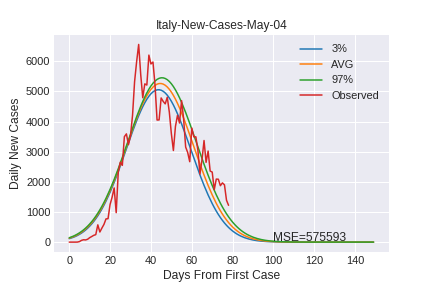 Italy-New-Cases-May-04
Daily New Cases
6000
5000
4000
3000
2000
1000
0
3%
AVG
97%
Observed
MSE=575593
0 20 40 60 80 100 120 140
Days From First Case